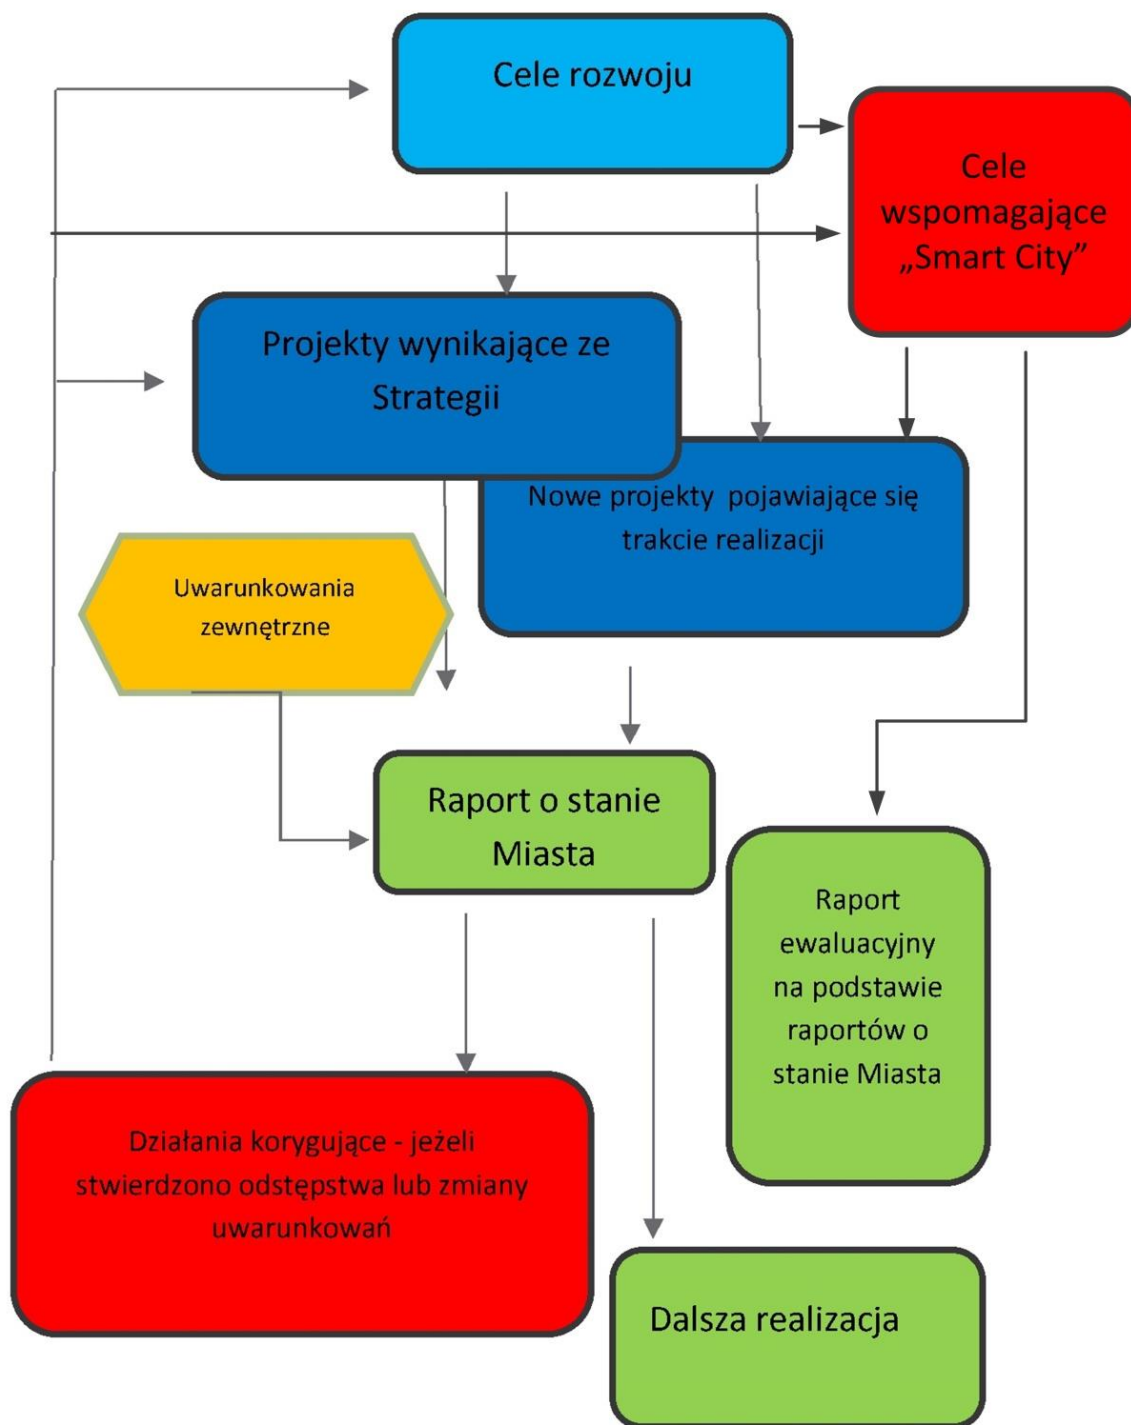 Cele rozwoju
Cele
wspomagające
„Smart City”
Projekty wynikające ze
Strategii
Nowe projekty  pojawiające się
trakcie realizacji
Uwarunkowania
zewnętrzne
Raport o stanie
Miasta
Raport
ewaluacyjny
na podstawie
raportów o
stanie Miasta
Działania korygujące - jeżeli
stwierdzono odstępstwa lub zmiany
uwarunkowań
Dalsza realizacja